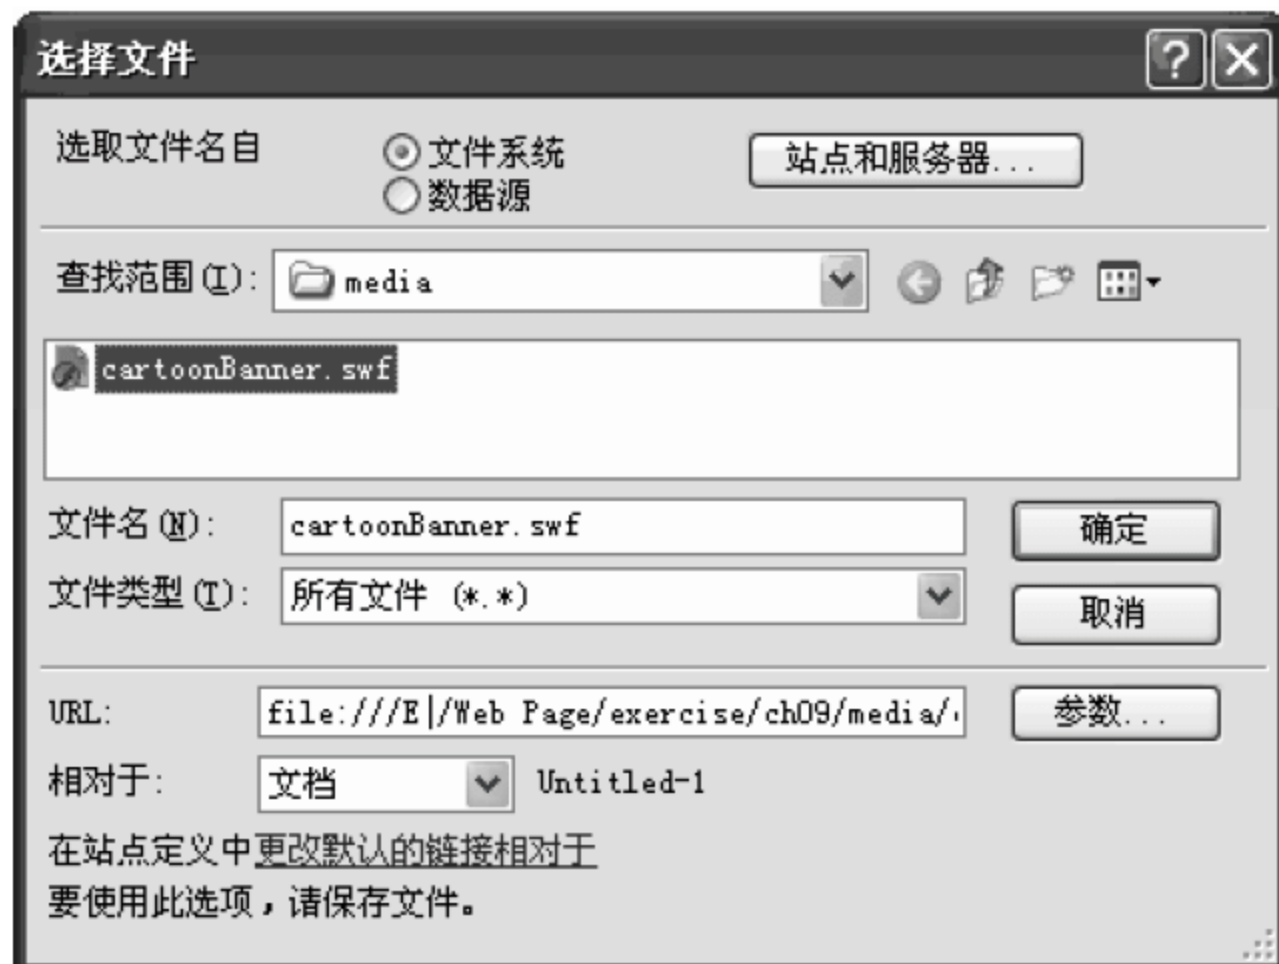 选择文件
选取文件名自
文件系统
站点和服务器...
数据源
查找范围(I):
media
cartoonBanner.swf
文件名(N):
cartoonBanner.swf
确定
文件类型(T):
所有文件 (*.*)
取消
URL:
file:///E|/Web Page/exercise/ch09/media/
参数...
相对于:
文档
Untitled-1
在站点定义中更改默认的链接相对于
要使用此选项，请保存文件。